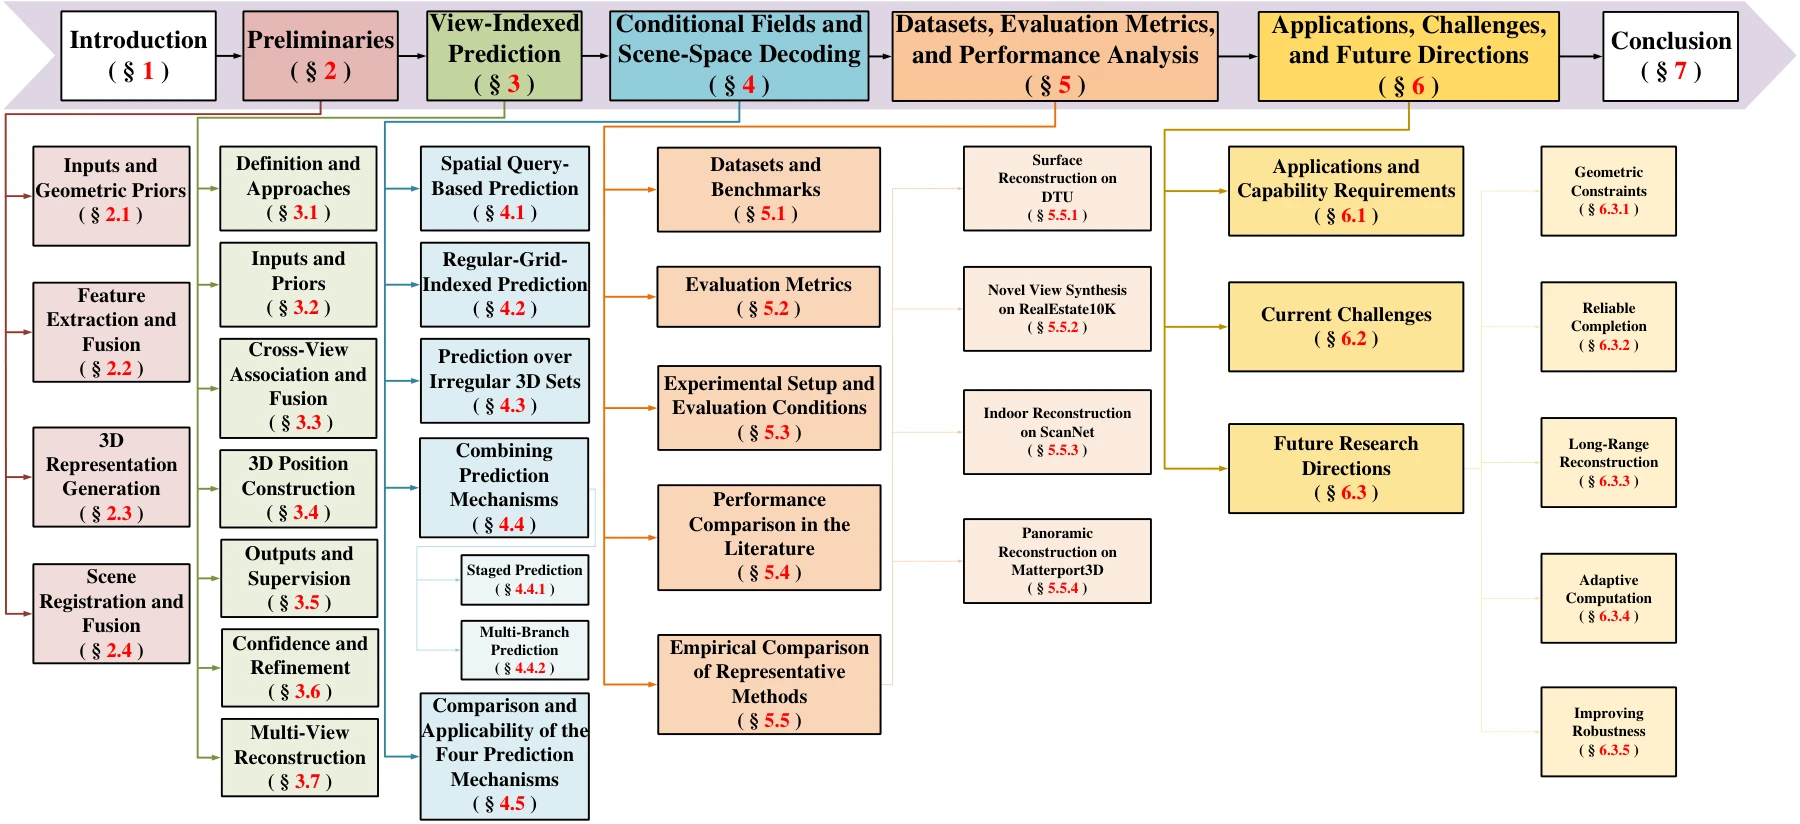 Introduction
( § 1 )
Preliminaries
( § 2 )
View-Indexed
Prediction
( § 3 )
Conditional Fields and
Scene-Space Decoding
( § 4 )
Datasets, Evaluation Metrics,
and Performance Analysis
( § 5 )
Applications, Challenges,
and Future Directions
( § 6 )
Conclusion
( § 7 )
Inputs and
Geometric Priors
( § 2.1 )
Feature
Extraction and
Fusion
( § 2.2 )
3D
Representation
Generation
( § 2.3 )
Scene
Registration and
Fusion
( § 2.4 )
Definition and
Approaches
( § 3.1 )
Inputs and
Priors
( § 3.2 )
Cross-View
Association and
Fusion
( § 3.3 )
3D Position
Construction
( § 3.4 )
Outputs and
Supervision
( § 3.5 )
Confidence and
Refinement
( § 3.6 )
Multi-View
Reconstruction
( § 3.7 )
Spatial Query-
Based Prediction
( § 4.1 )
Regular-Grid-
Indexed Prediction
( § 4.2 )
Prediction over
Irregular 3D Sets
( § 4.3 )
Combining
Prediction
Mechanisms
( § 4.4 )
Staged Prediction
( § 4.4.1 )
Multi-Branch
Prediction
( § 4.4.2 )
Comparison and
Applicability of the
Four Prediction
Mechanisms
( § 4.5 )
Datasets and
Benchmarks
( § 5.1 )
Evaluation Metrics
( § 5.2 )
Experimental Setup and
Evaluation Conditions
( § 5.3 )
Performance
Comparison in the
Literature
( § 5.4 )
Empirical Comparison
of Representative
Methods
( § 5.5 )
Surface
Reconstruction on
DTU
( § 5.5.1 )
Novel View Synthesis
on RealEstate10K
( § 5.5.2 )
Indoor Reconstruction
on ScanNet
( § 5.5.3 )
Panoramic
Reconstruction on
Matterport3D
( § 5.5.4 )
Applications and
Capability Requirements
( § 6.1 )
Current Challenges
( § 6.2 )
Future Research
Directions
( § 6.3 )
Geometric
Constraints
( § 6.3.1 )
Reliable
Completion
( § 6.3.2 )
Long-Range
Reconstruction
( § 6.3.3 )
Adaptive
Computation
( § 6.3.4 )
Improving
Robustness
( § 6.3.5 )